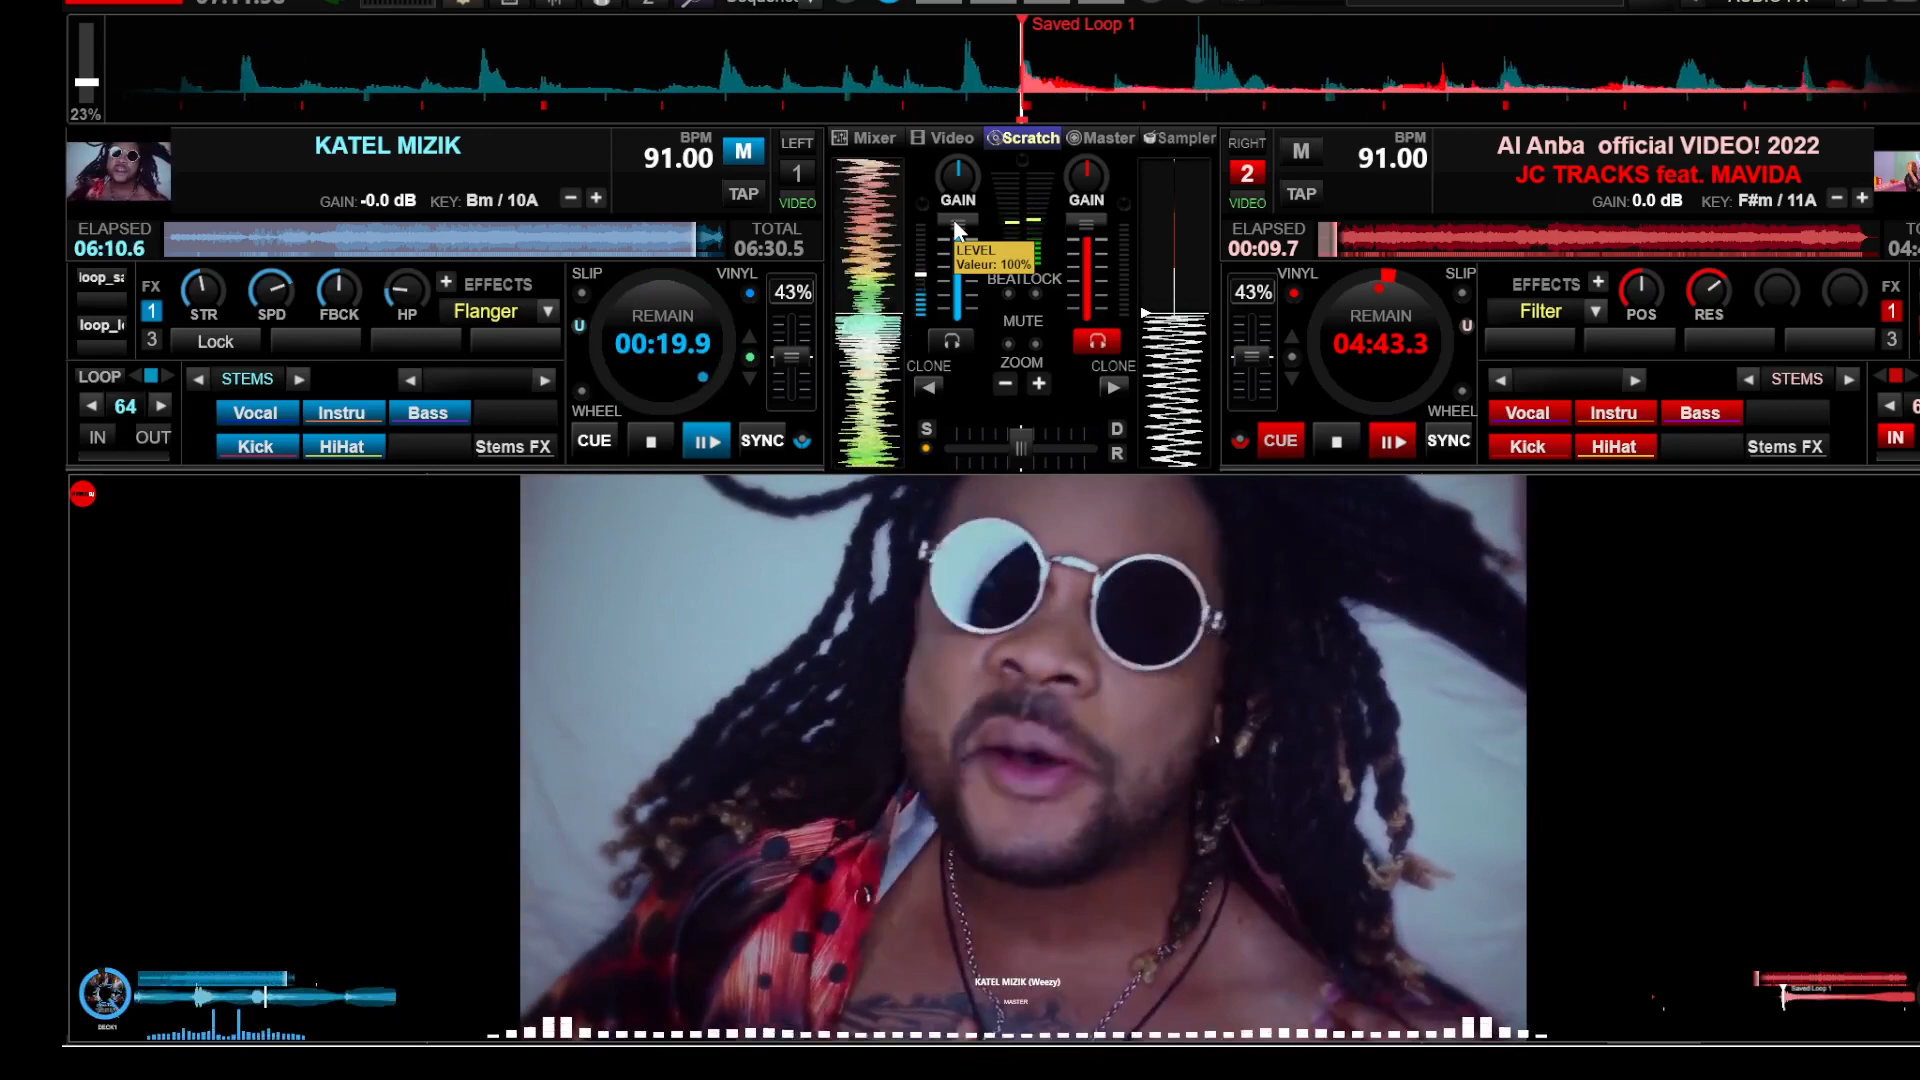 Saved Loop 1
23%
KATEL MIZIK
BPM
91.00
M
TAP
GAIN: -0.0 dB KEY: Bm / 10A
LEFT
1
VIDEO
Mixer Video Scratch Master Sampler
RIGHT
2
VIDEO
M
TAP
BPM
91.00
Al Anba official VIDEO! 2022
JC TRACKS feat. MAVIDA
GAIN: 0.0 dB KEY: F#m / 11A
ELAPSED
06:10.6
TOTAL
06:30.5
GAIN
GAIN
LEVEL
Valeur: 100%
BEATLOCK
MUTE
ZOOM
CLONE
CLONE
S
D
R
ELAPSED
00:09.7
FX
1
3
STR SPD FBCK HP
EFFECTS
Flanger
Lock
SLIP
VINYL
U
REMAIN
00:19.9
43%
WHEEL
CUE
SYNC
LOOP
64
IN OUT
STEMS
Vocal Instru Bass
Kick HiHat Stems FX
43%
VINYL
SLIP
U
REMAIN
04:43.3
WHEEL
CUE
SYNC
EFFECTS
Filter
POS RES
FX
1
3
STEMS
Vocal Instru Bass
Kick HiHat Stems FX
IN
KATEL MIZIK (Weezy)
MASTER
DECK1
Saved Loop 1